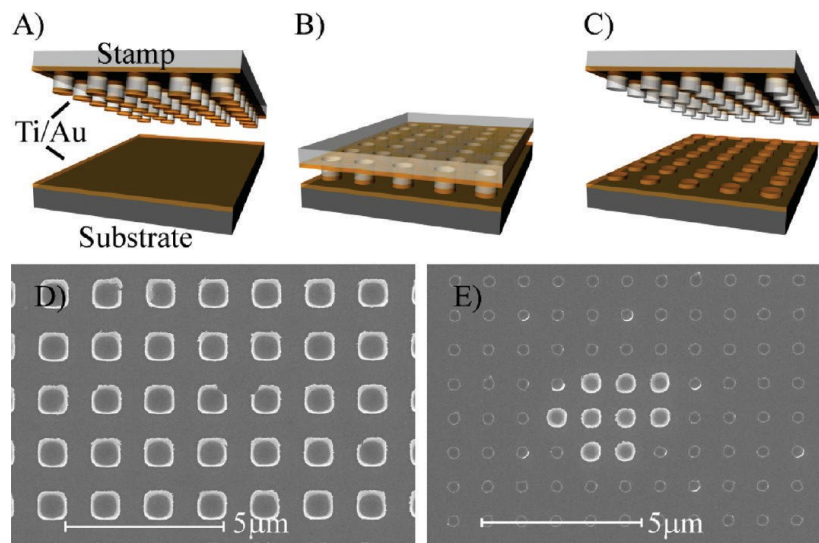 A)
B)
C)
Stamp
Ti/Au
Substrate
D)
E)
5μm
5μm